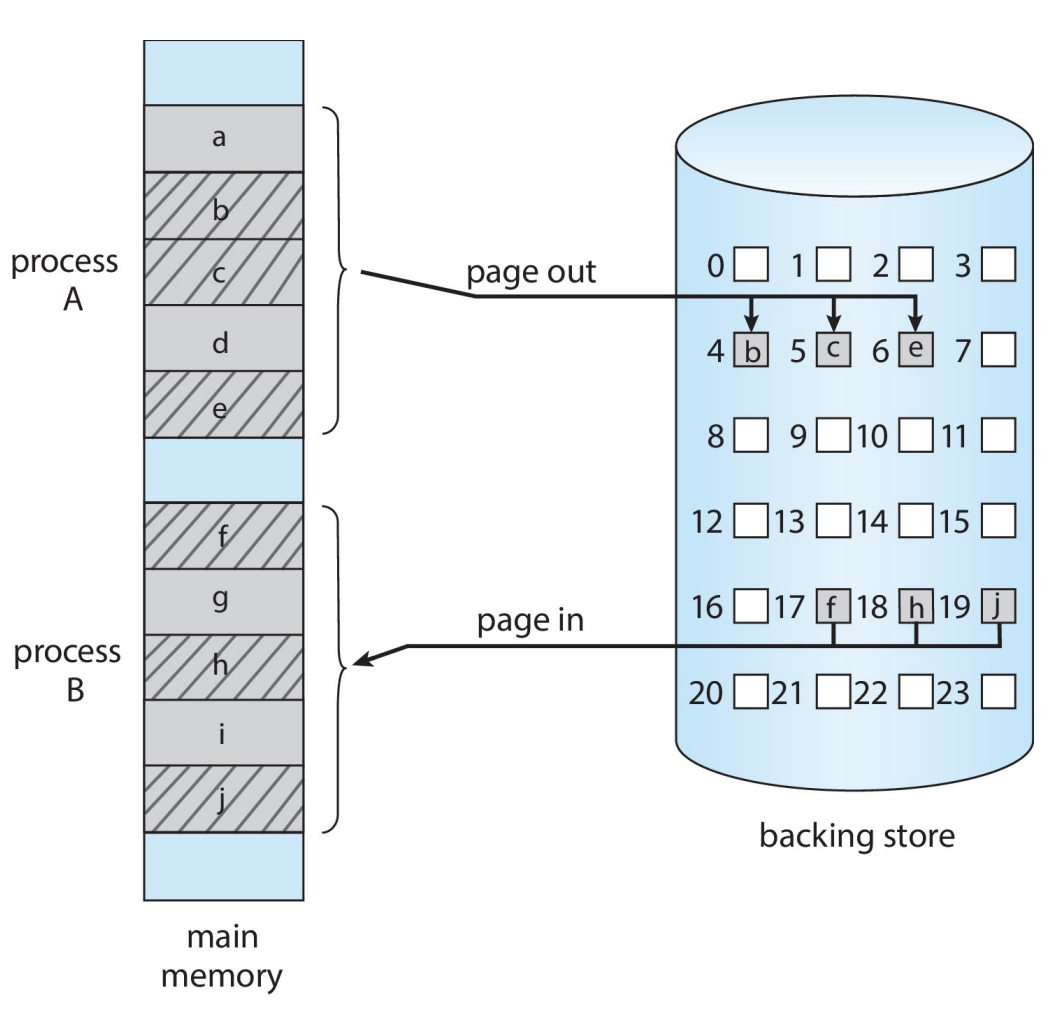 a
b
c
d
e
process
A
f
g
h
i
j
process
B
main
memory
page out
page in
0 1 2 3
4 b 5 c 6 e 7
8 9 10 11
12 13 14 15
16 17 f 18 h 19 j
20 21 22 23
backing store